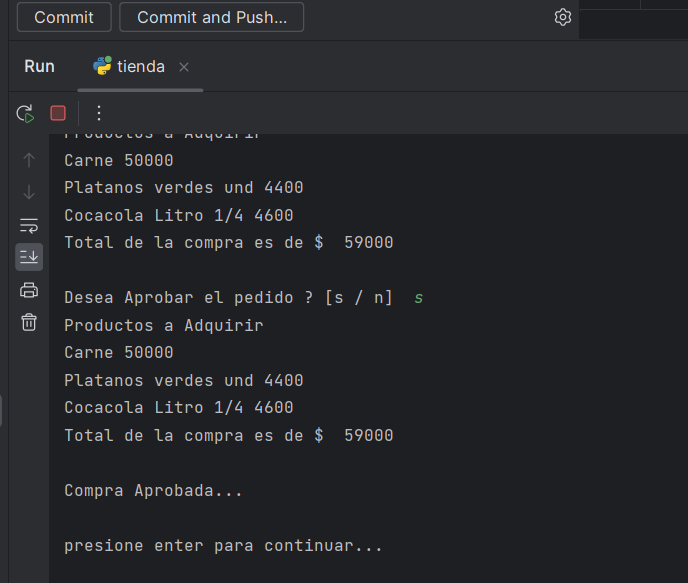 Commit
Commit and Push...
Run
tienda
Productos a Adquirir
Carne 50000
Platanos verdes und 4400
Cocacola Litro 1/4 4600
Total de la compra es de $  59000
Desea Aprobar el pedido ? [s / n]  s
Productos a Adquirir
Carne 50000
Platanos verdes und 4400
Cocacola Litro 1/4 4600
Total de la compra es de $  59000
Compra Aprobada...
presione enter para continuar...